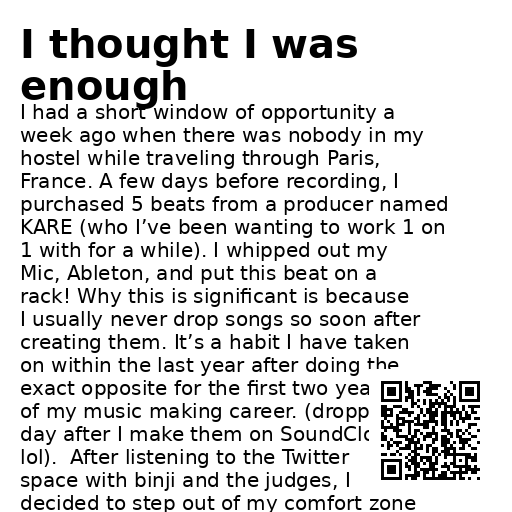 I thought I was
enough
I had a short window of opportunity a
week ago when there was nobody in my
hostel while traveling through Paris,
France. A few days before recording, I
purchased 5 beats from a producer named
KARE (who I’ve been wanting to work 1 on
1 with for a while). I whipped out my
Mic, Ableton, and put this beat on a
rack! Why this is significant is because
I usually never drop songs so soon after
creating them. It’s a habit I have taken
on within the last year after doing the
exact opposite for the first two
of my music making career.
day after I make them on
lol).  After listening to the Twitter
space with binji and the judges, I
decided to step out of my comfort zone